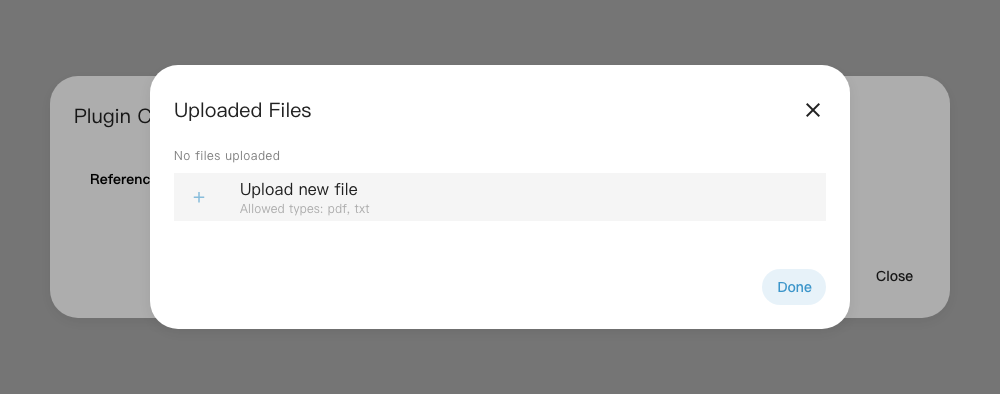 Plugin C
Uploaded Files
No files uploaded
Referenc
Upload new file
Allowed types: pdf, txt
Close
Done